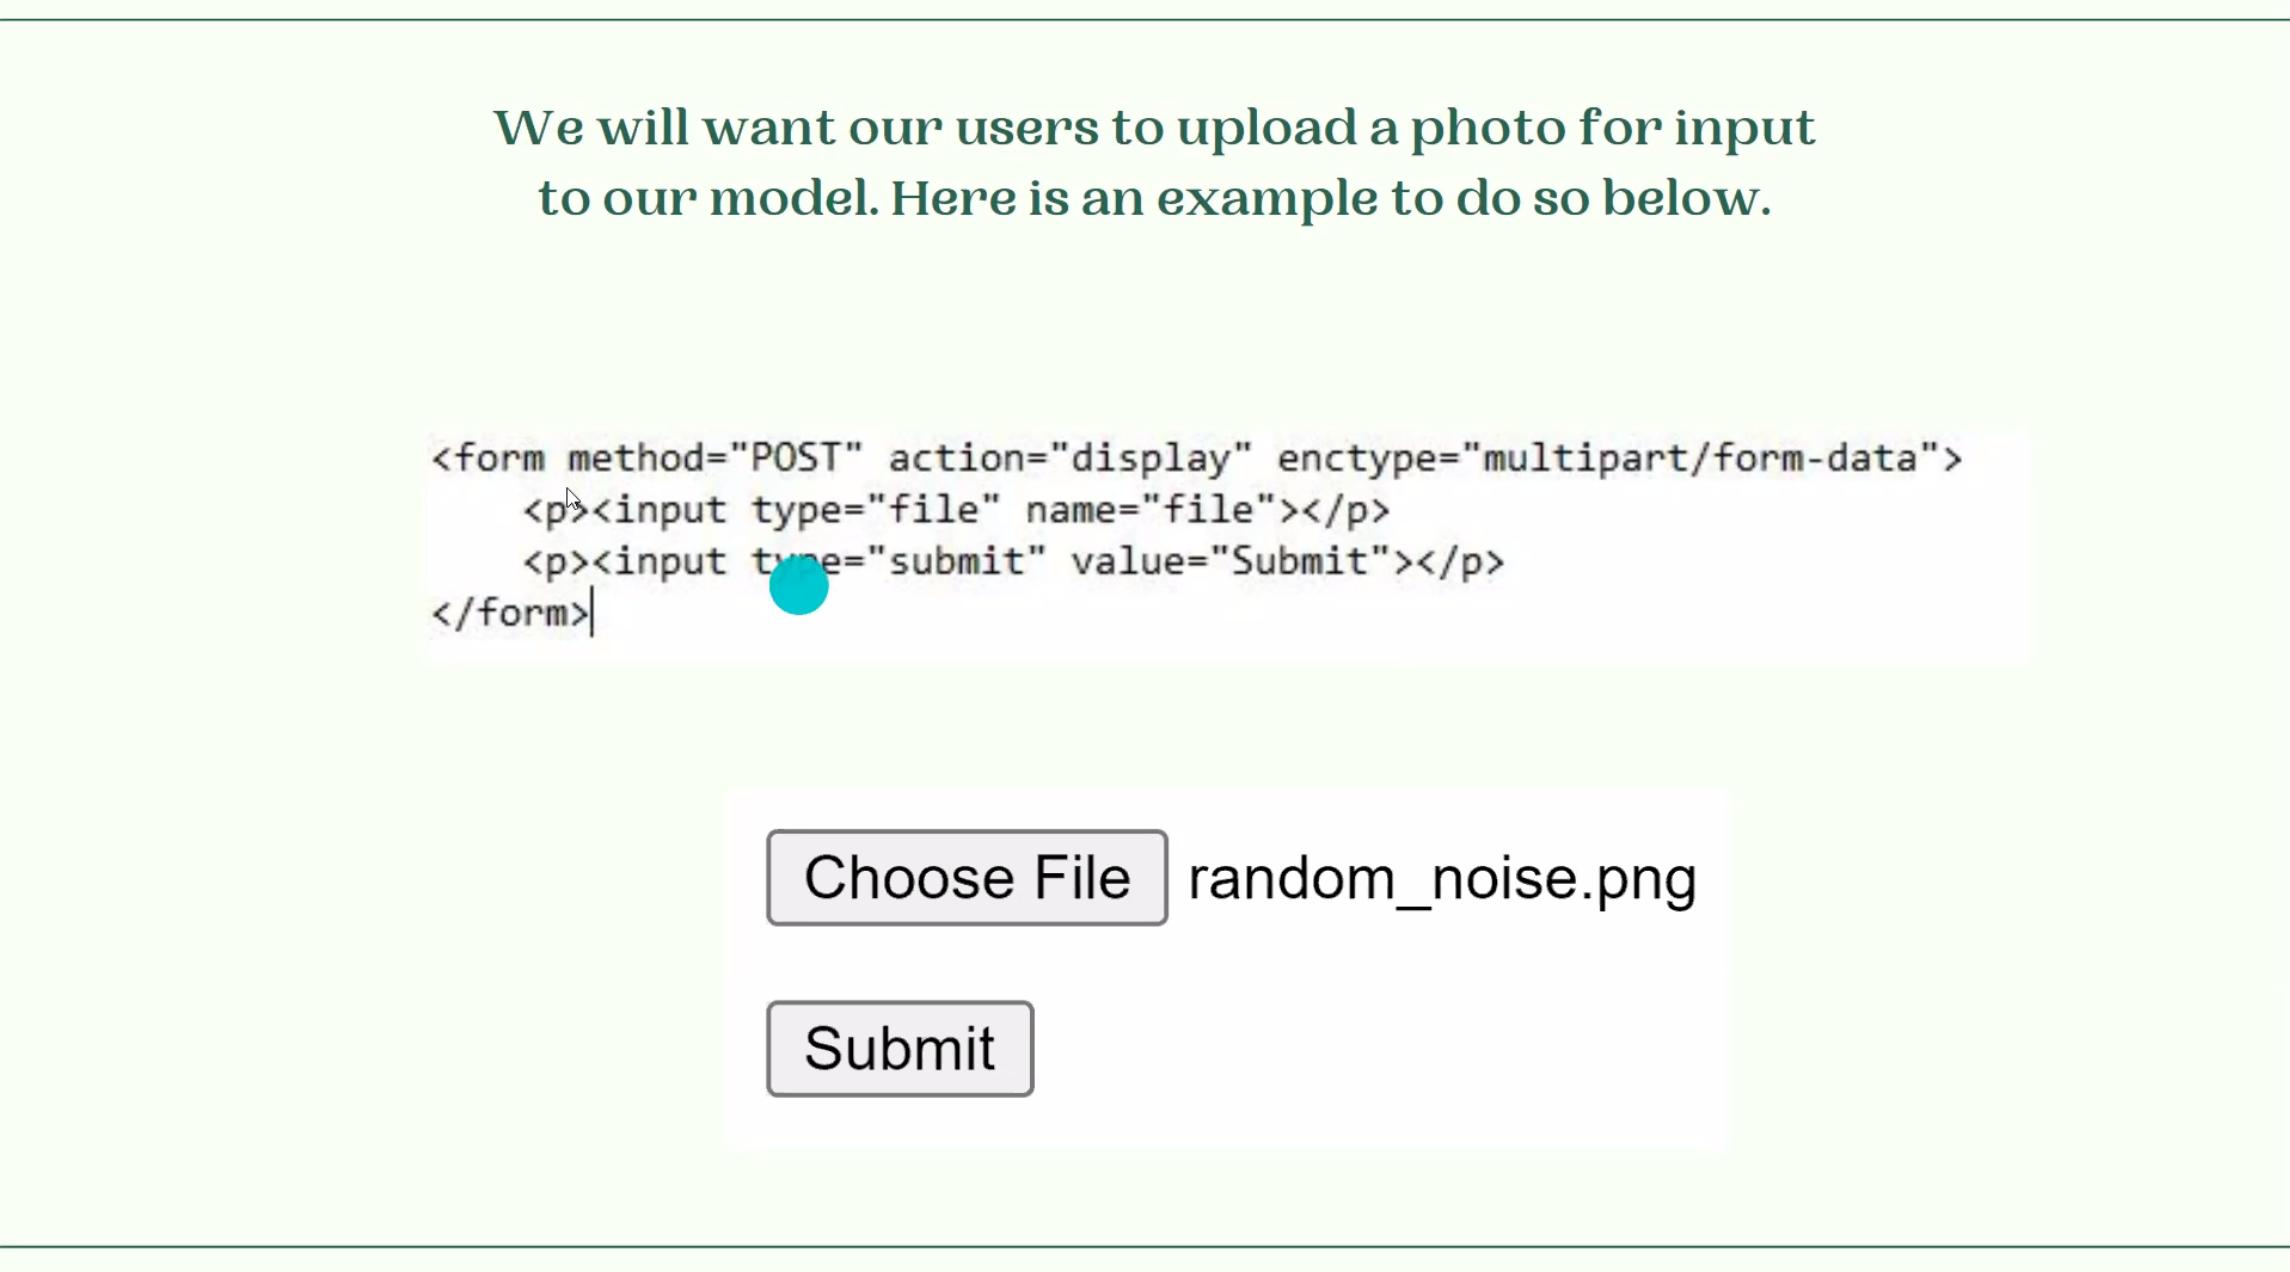 We will want our users to upload a photo for input
to our model. Here is an example to do so below.
<form method="POST" action="display" enctype="multipart/form-data">
    <p><input type="file" name="file"></p>
    <p><input type="submit" value="Submit"></p>
</form>
Choose File random_noise.png
Submit